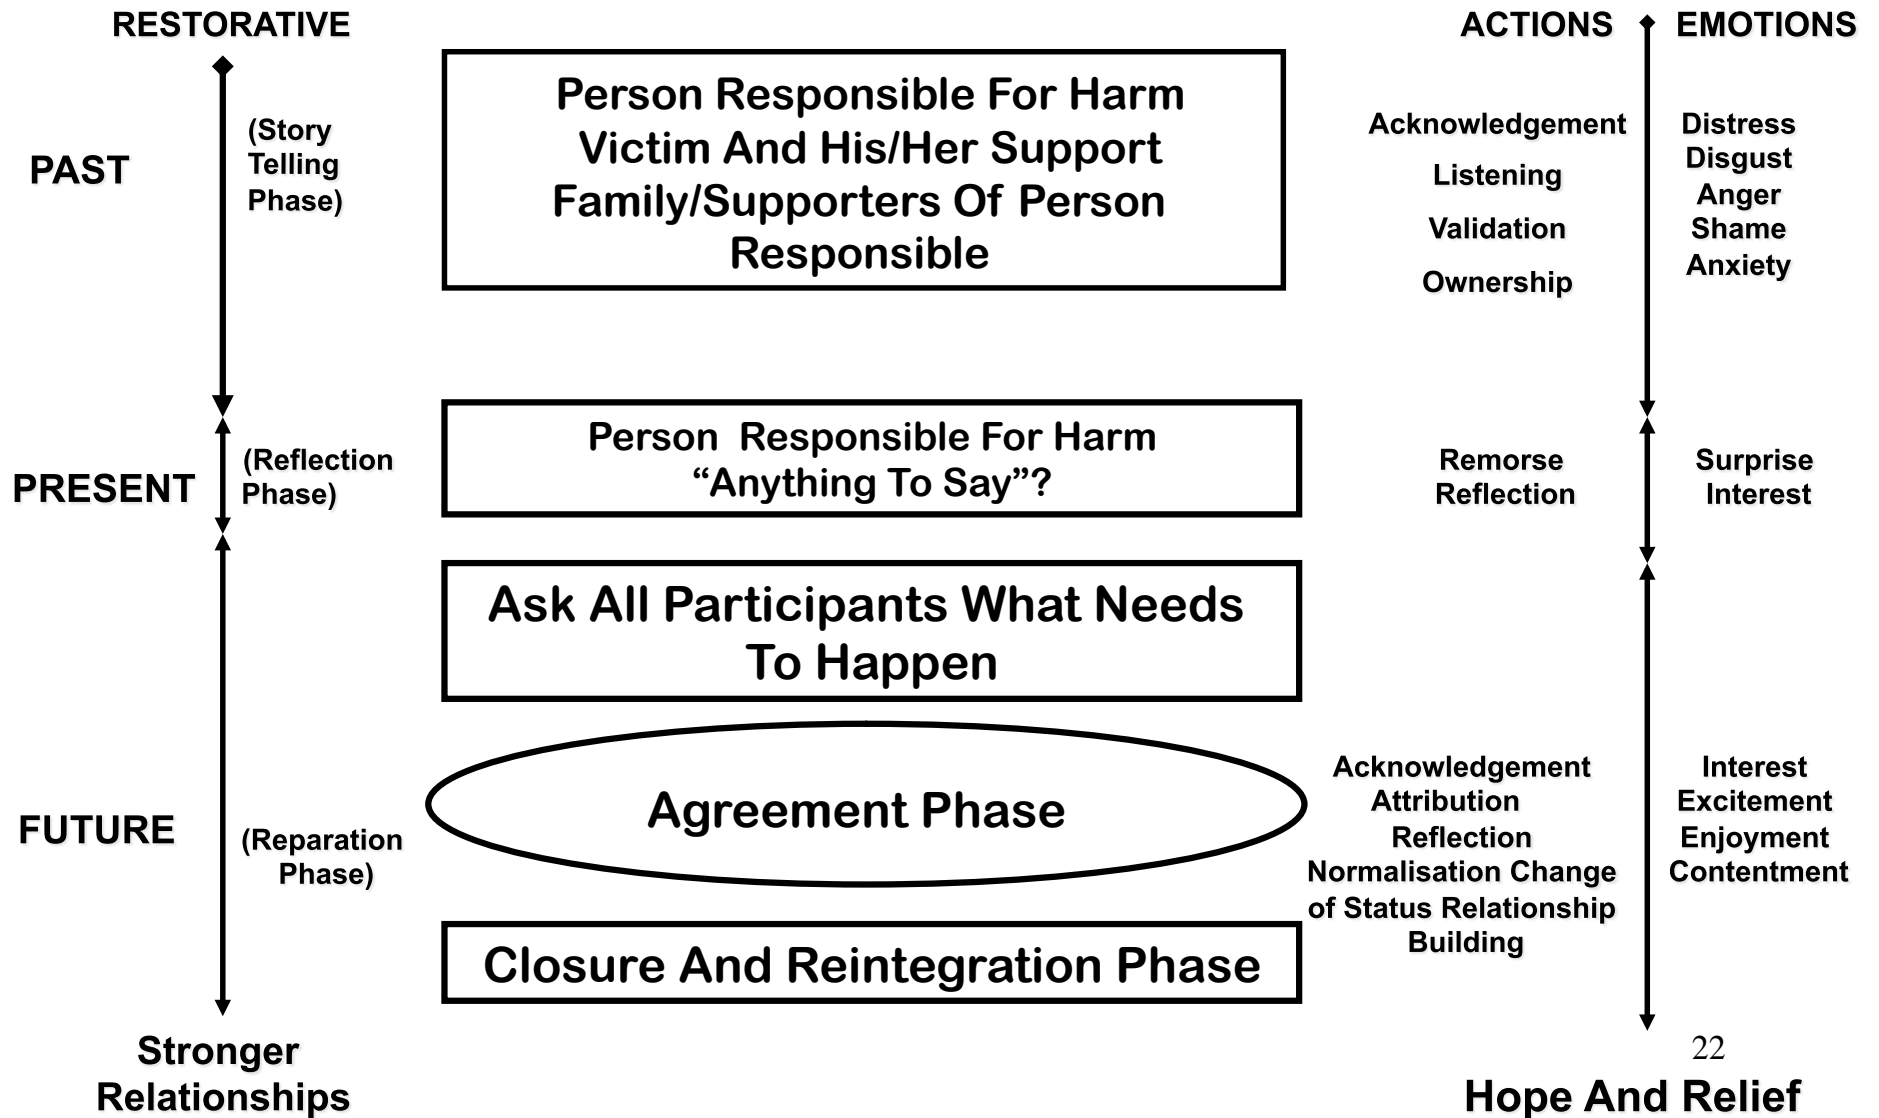 RESTORATIVE
ACTIONS
EMOTIONS
PAST
(Story
Telling
Phase)
Person Responsible For Harm
Victim And His/Her Support
Family/Supporters Of Person
Responsible
Acknowledgement
Listening
Validation
Ownership
Distress
Disgust
Anger
Shame
Anxiety
PRESENT
(Reflection
Phase)
Person Responsible For Harm
“Anything To Say”?
Remorse
Reflection
Surprise
Interest
FUTURE
(Reparation
Phase)
Ask All Participants What Needs
To Happen
Agreement Phase
Closure And Reintegration Phase
Acknowledgement
Attribution
Reflection
Normalisation Change
of Status Relationship
Building
Interest
Excitement
Enjoyment
Contentment
Stronger
Relationships
22
Hope And Relief